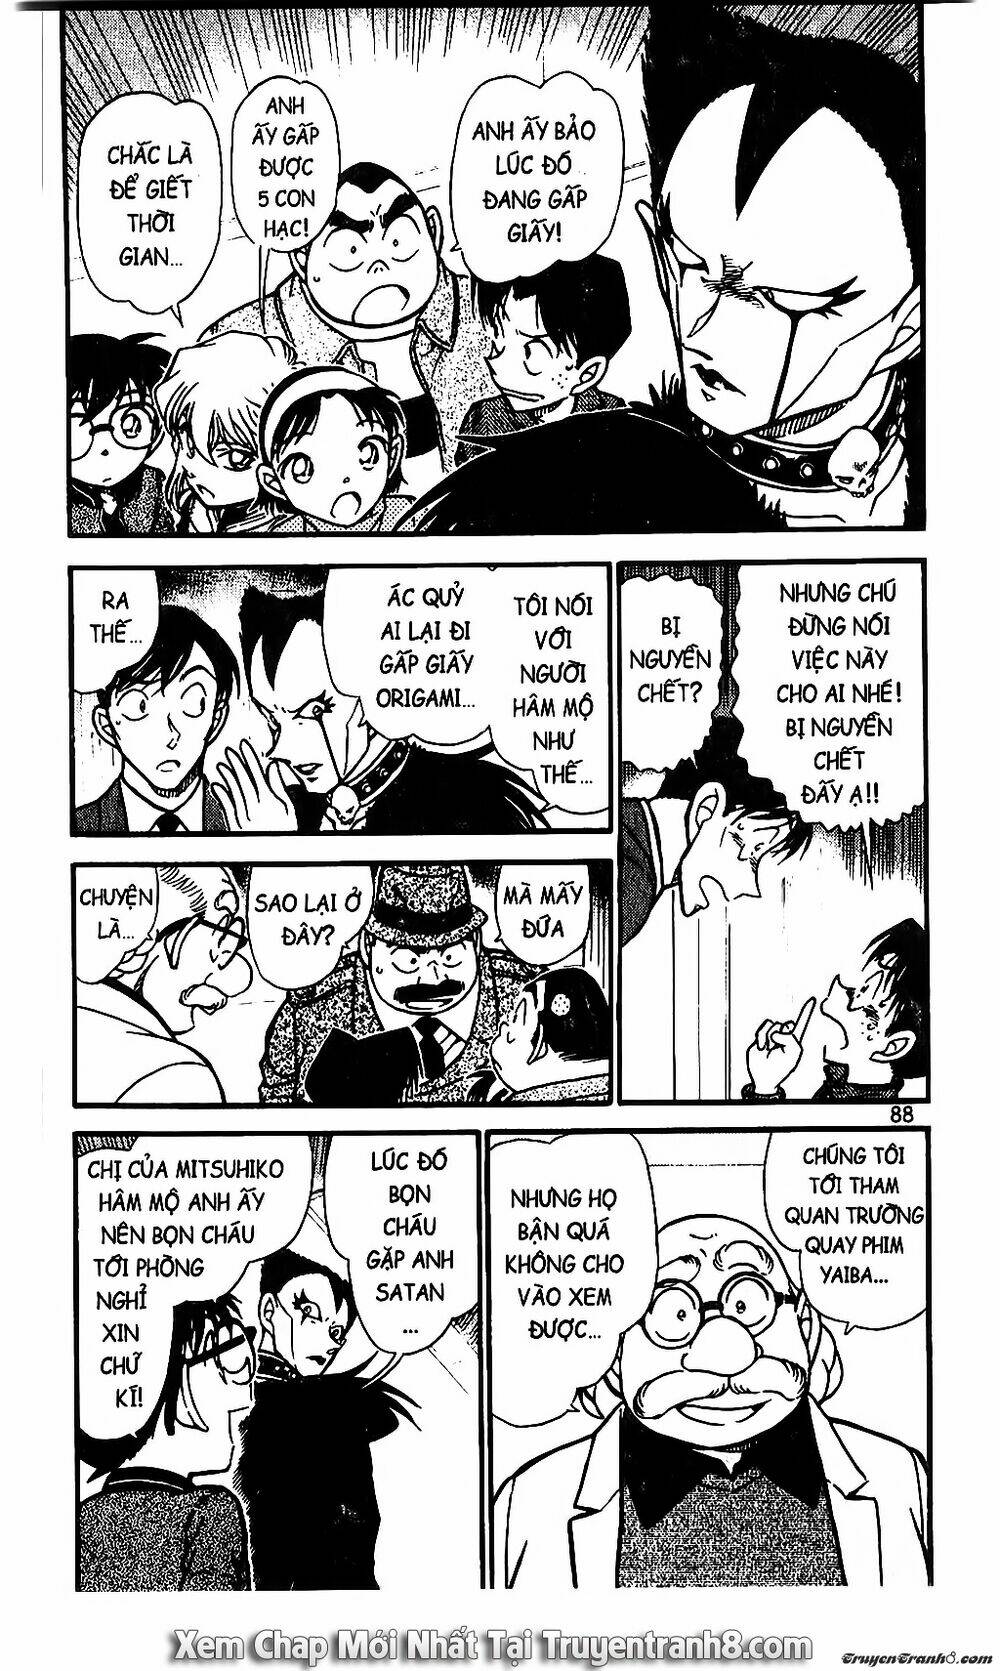 ANH ẤY BẢO
LÚC ĐÓ
ĐANG GẤP
GIẤY!
ANH
ẤY GẤP
ĐƯỢC
5 CON
HẠC!
CHẮC LÀ
ĐỂ GIẾT
THỜI
GIAN...
NHƯNG CHÚ
ĐỪNG NÓI
VIỆC NÀY
CHO AI NHÉ!
BỊ NGUYỀN
CHẾT
ĐẤY Ạ!!
BỊ
NGUYỀN
CHẾT?
TÔI NÓI
VỚI
NGƯỜI
HÂM MỘ
NHƯ
THẾ...
ÁC QUỶ
AI LẠI ĐI
GẤP GIẤY
ORIGAMI...
RA
THẾ...
MÀ MẤY
ĐỨA
SAO LẠI Ở
ĐÂY?
CHUYỆN
LÀ...
88
CHÚNG TÔI
TỚI THAM
QUAN TRƯỜNG
QUAY PHIM
YAIBA...
NHƯNG HỌ
BẬN QUÁ
KHÔNG CHO
VÀO XEM
ĐƯỢC...
LÚC ĐÓ
BỌN
CHÁU
GẶP ANH
SATAN
...
CHỊ CỦA MITSUHIKO
HÂM MỘ ANH ẤY
NÊN BỌN CHÁU
TỚI PHÒNG
NGHỈ
XIN
CHỮ
KÍ!
Xem Chap Mới Nhất Tại Truyentranh8.com
TruyenTranh8.com